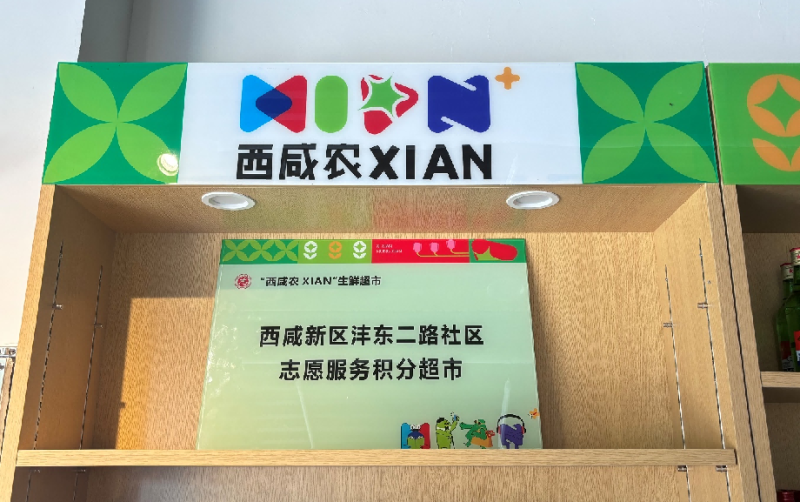 XIAN+
西咸农XIAN
"西咸农 XIAN"生鲜超市
西咸新区沣东二路社区
志愿服务积分超市